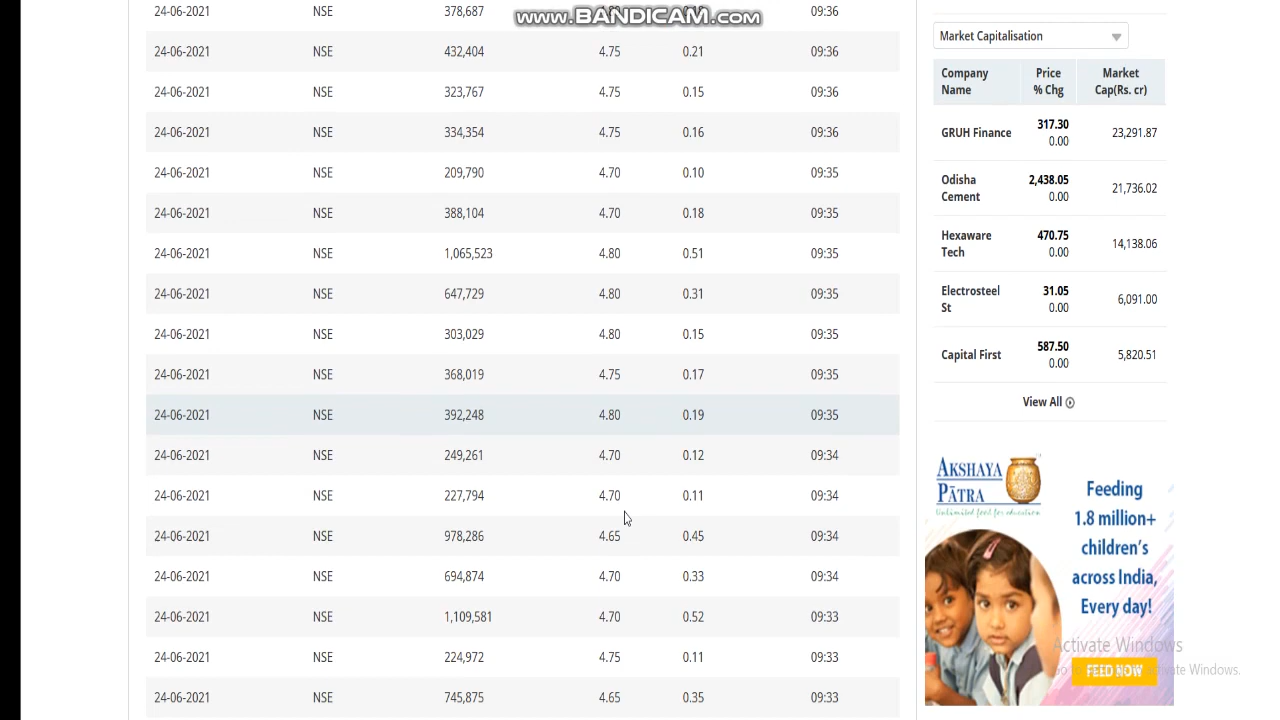 www.BANDICAM.com
24-06-2021 NSE 378,687 09:36
24-06-2021 NSE 432,404 4.75 0.21 09:36
24-06-2021 NSE 323,767 4.75 0.15 09:36
24-06-2021 NSE 334,354 4.75 0.16 09:36
24-06-2021 NSE 209,790 4.70 0.10 09:35
24-06-2021 NSE 388,104 4.70 0.18 09:35
24-06-2021 NSE 1,065,523 4.80 0.51 09:35
24-06-2021 NSE 647,729 4.80 0.31 09:35
24-06-2021 NSE 303,029 4.80 0.15 09:35
24-06-2021 NSE 368,019 4.75 0.17 09:35
24-06-2021 NSE 392,248 4.80 0.19 09:35
24-06-2021 NSE 249,261 4.70 0.12 09:34
24-06-2021 NSE 227,794 4.70 0.11 09:34
24-06-2021 NSE 978,286 4.65 0.45 09:34
24-06-2021 NSE 694,874 4.70 0.33 09:34
24-06-2021 NSE 1,109,581 4.70 0.52 09:33
24-06-2021 NSE 224,972 4.75 0.11 09:33
24-06-2021 NSE 745,875 4.65 0.35 09:33
Market Capitalisation
Company Price Market
Name % Chg Cap(Rs. cr)
GRUH Finance 317.30 23,291.87
0.00
Odisha 2,438.05 21,736.02
Cement 0.00
Hexaware 470.75 14,138.06
Tech 0.00
Electrosteel 31.05 6,091.00
St 0.00
Capital First 587.50 5,820.51
0.00
View All
AKSHAYA
PĀTRA
Unlimited food for education
Feeding
1.8 million+
children's
across India,
Every day!
FEED NOW
Activate Windows
Go to Activate Windows.